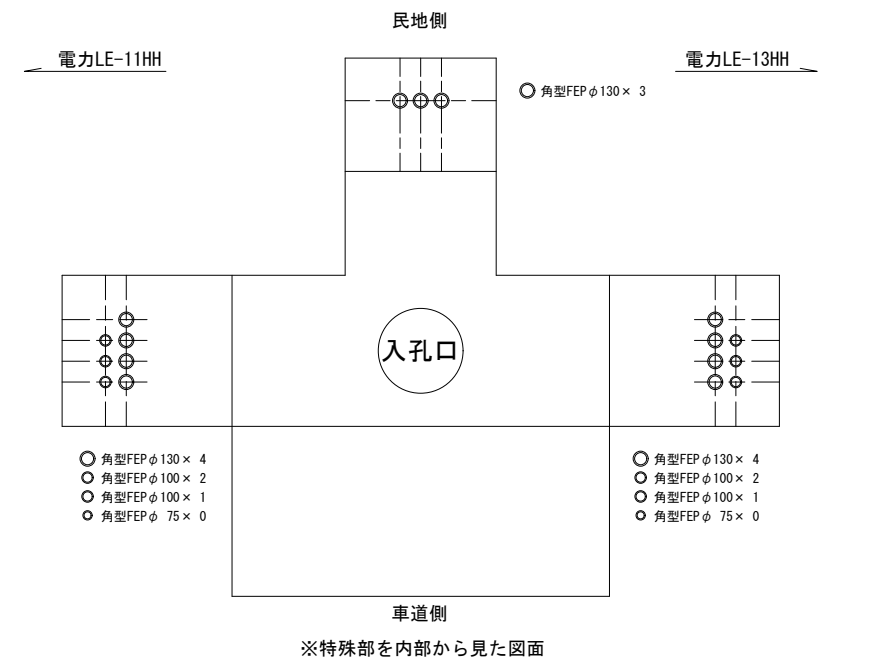 民地側
電力LE-11HH
電力LE-13HH
角型FEPφ130× 3
入孔口
角型FEPφ130× 4
角型FEPφ100× 2
角型FEPφ100× 1
角型FEPφ 75× 0
角型FEPφ130× 4
角型FEPφ100× 2
角型FEPφ100× 1
角型FEPφ 75× 0
車道側
※特殊部を内部から見た図面